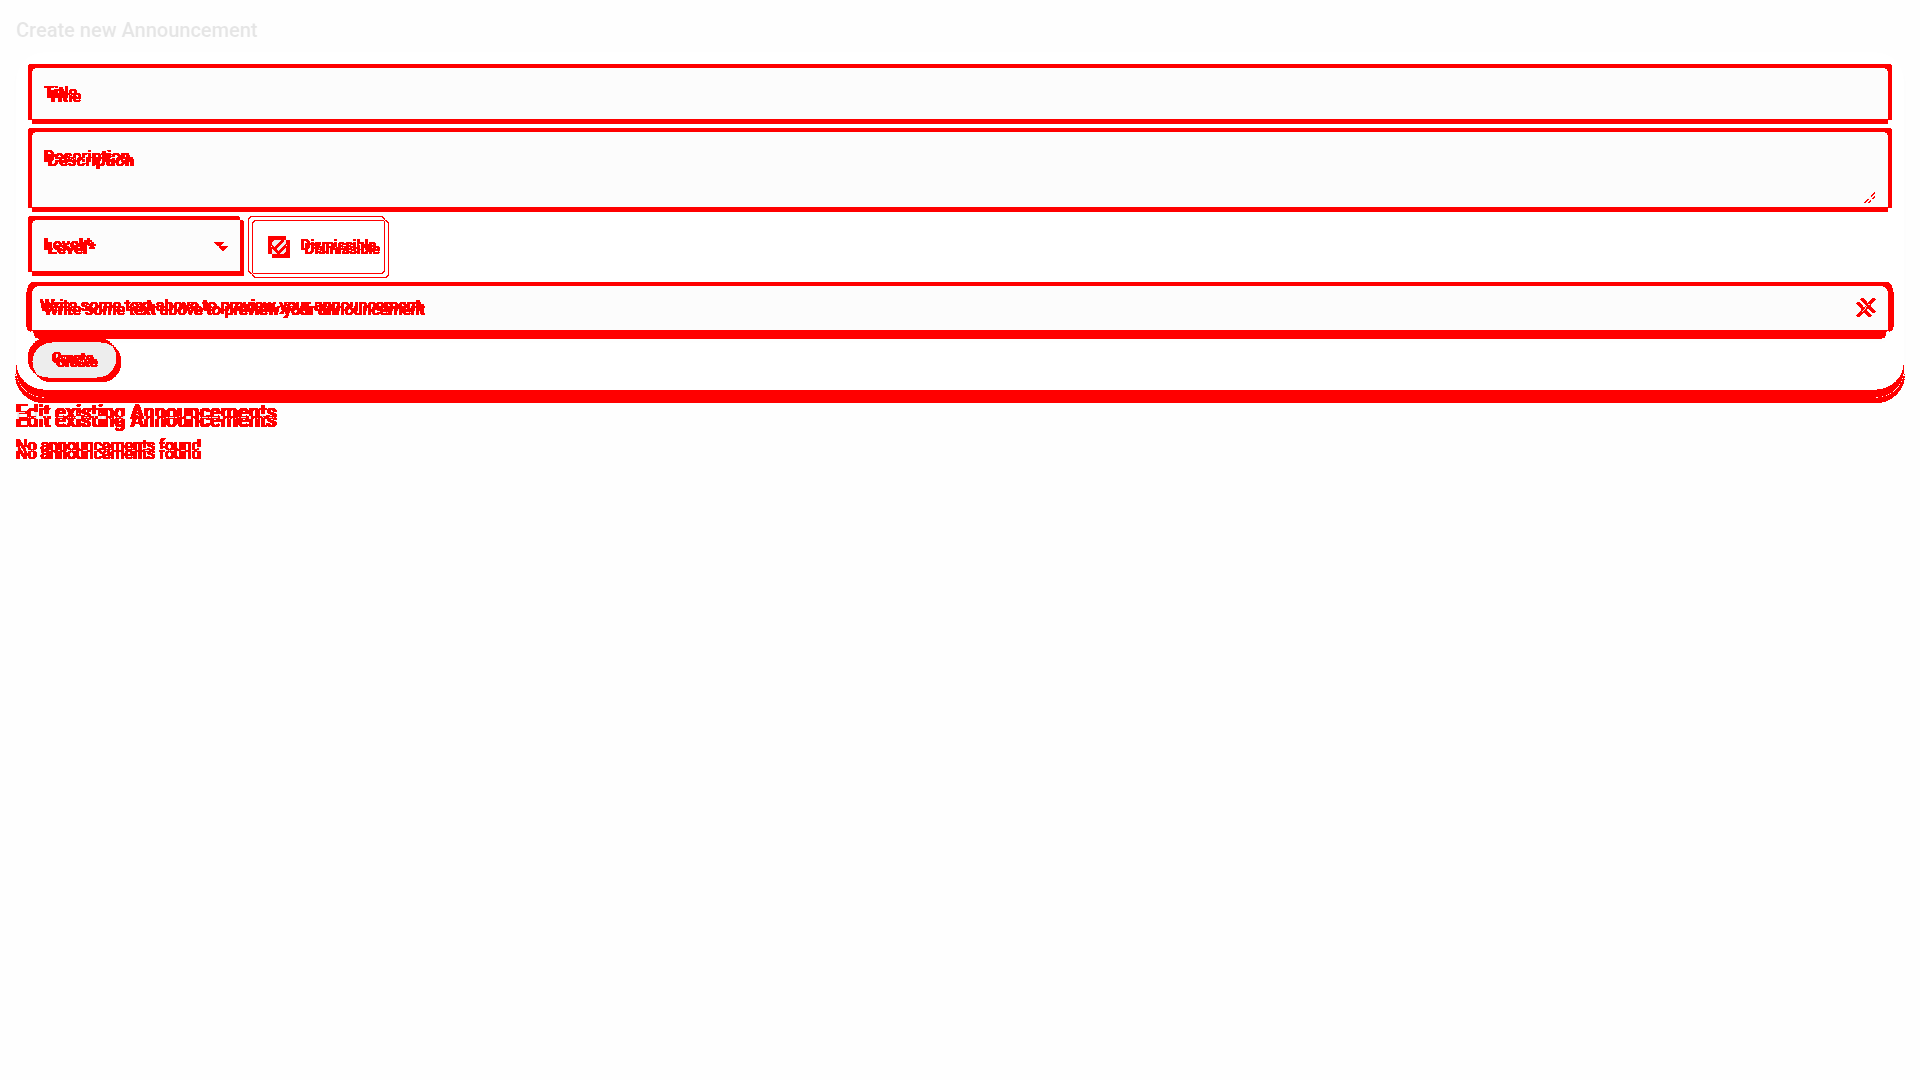 Create new Announcement
Title
Description
Level*
Dismissible
Write some text above to preview your announcement
Create
Edit existing Announcements
No announcements found